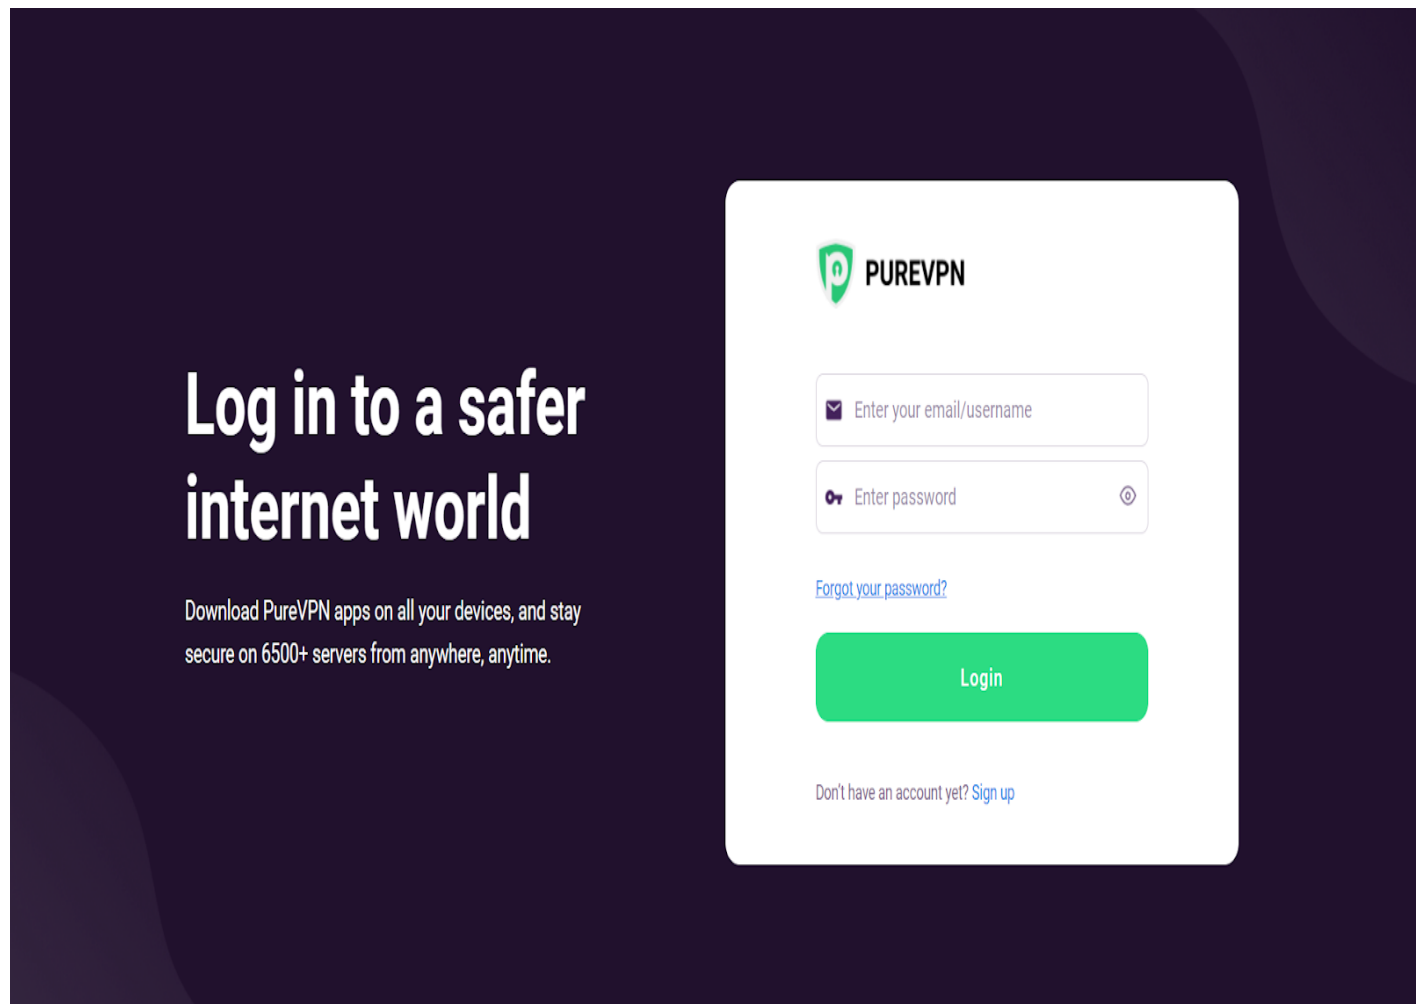 Log in to a safer
internet world
Download PureVPN apps on all your devices, and stay
secure on 6500+ servers from anywhere, anytime.
PUREVPN
Enter your email/username
Enter password
Forgot your password?
Login
Don't have an account yet? Sign up